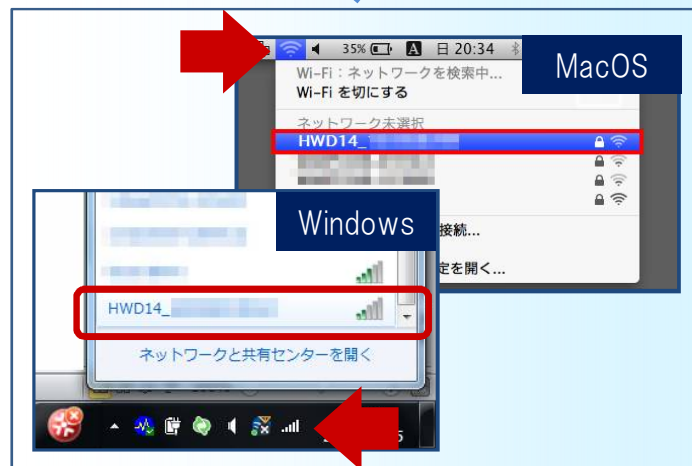 35% A 日 20:34
MacOS
Wi-Fi：ネットワークを検索中...
Wi-Fi を切にする
ネットワーク未選択
HWD14_
接続...
定を開く...
Windows
HWD14_
ネットワークと共有センターを開く